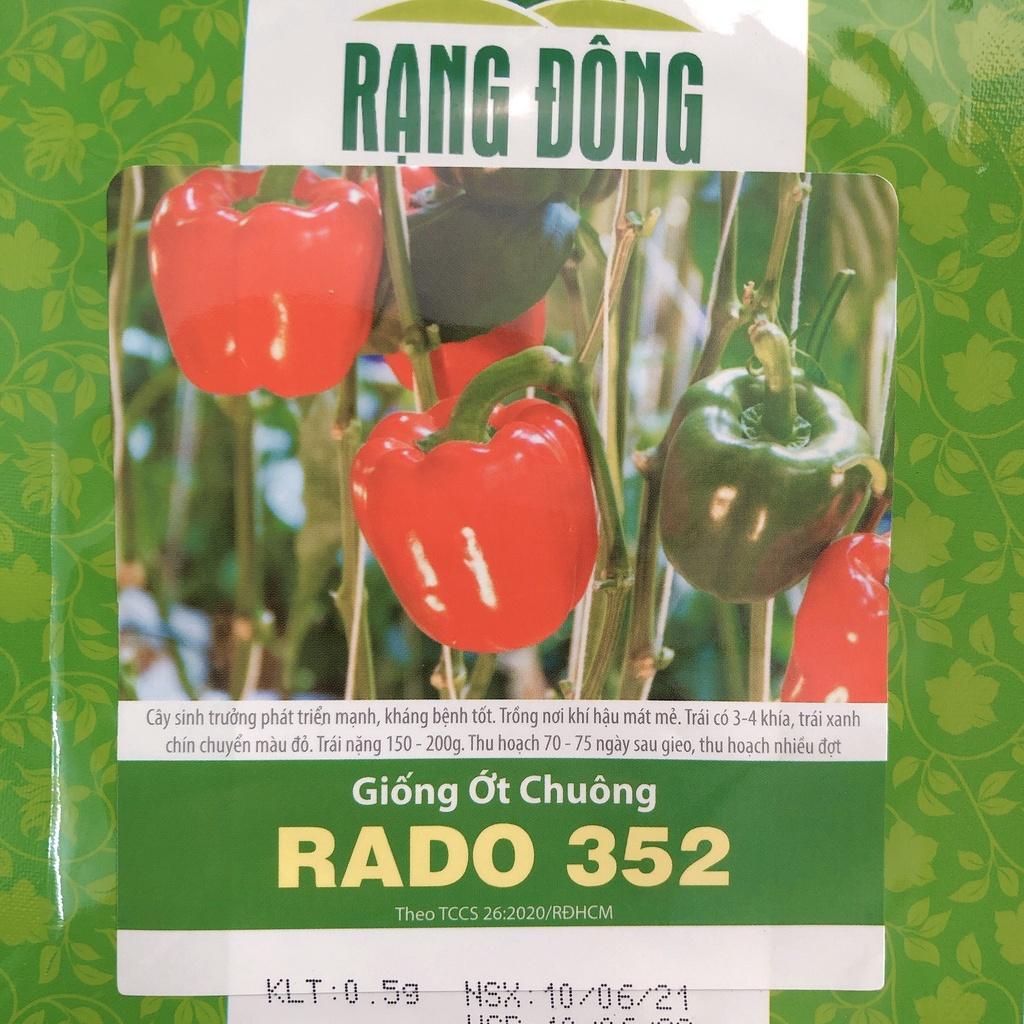 RẠNG ĐÔNG
Cây sinh trưởng phát triển mạnh, kháng bệnh tốt. Trồng nơi khí hậu mát mẻ. Trái có 3-4 khía, trái xanh
chín chuyển màu đỏ. Trái nặng 150 - 200g. Thu hoạch 70 - 75 ngày sau gieo, thu hoạch nhiều đợt
Giống Ớt Chuông
RADO 352
Theo TCCS 26:2020/RĐHCM
KLT:0.5g NSX:10/06/21